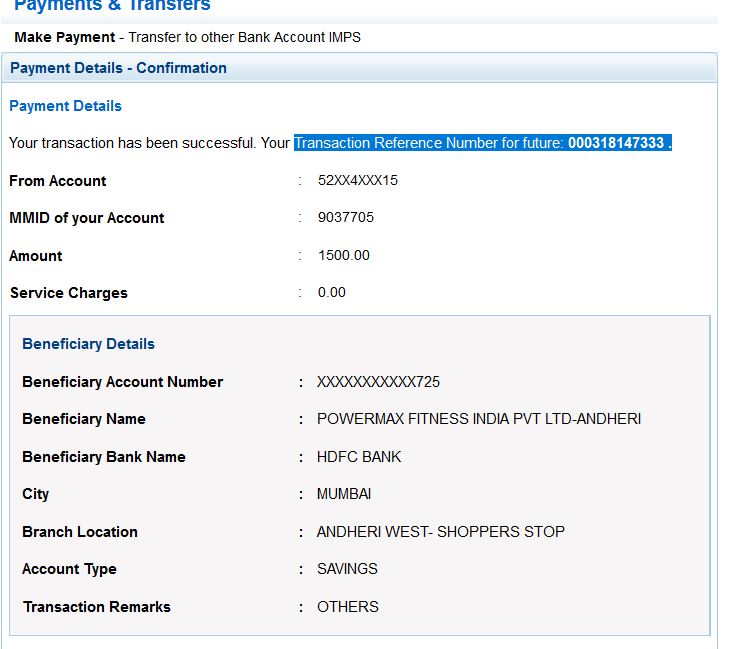 Payments & Transfers
Make Payment - Transfer to other Bank Account IMPS
Payment Details - Confirmation
Payment Details
Your transaction has been successful. Your Transaction Reference Number for future: 000318147333 .
From Account : 52XX4XXX15
MMID of your Account : 9037705
Amount : 1500.00
Service Charges : 0.00
Beneficiary Details
Beneficiary Account Number : XXXXXXXXXXX725
Beneficiary Name : POWERMAX FITNESS INDIA PVT LTD-ANDHERI
Beneficiary Bank Name : HDFC BANK
City : MUMBAI
Branch Location : ANDHERI WEST- SHOPPERS STOP
Account Type : SAVINGS
Transaction Remarks : OTHERS